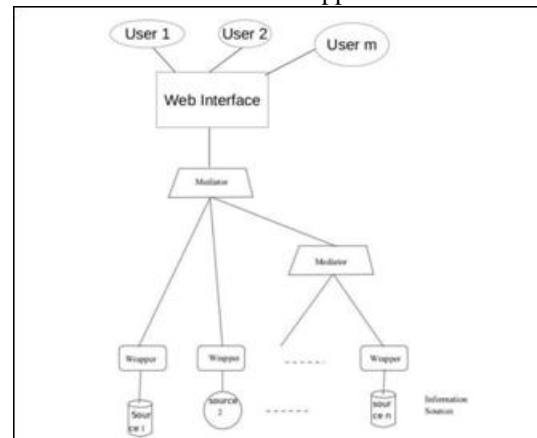 User 1
User 2
User m
Web Interface
Mediator
Mediator
Wrapper
Wrapper
Wrapper
Sour
ce 1
source
2
sour
ce n
Information
Sources